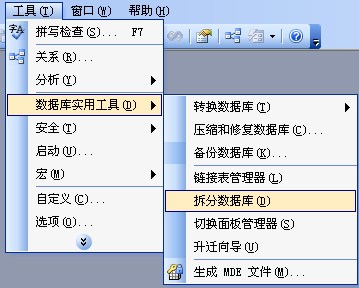 工具(T) 窗口(W) 帮助(H)
拼写检查(S)... F7
关系(R)...
分析(Y)
数据库实用工具(D)
安全(T)
启动(U)...
宏(M)
自定义(C)...
选项(O)...
转换数据库(T)
压缩和修复数据库(C)...
备份数据库(K)...
链接表管理器(L)
拆分数据库(D)
切换面板管理器(S)
升迁向导(U)
生成 MDE 文件(M)...